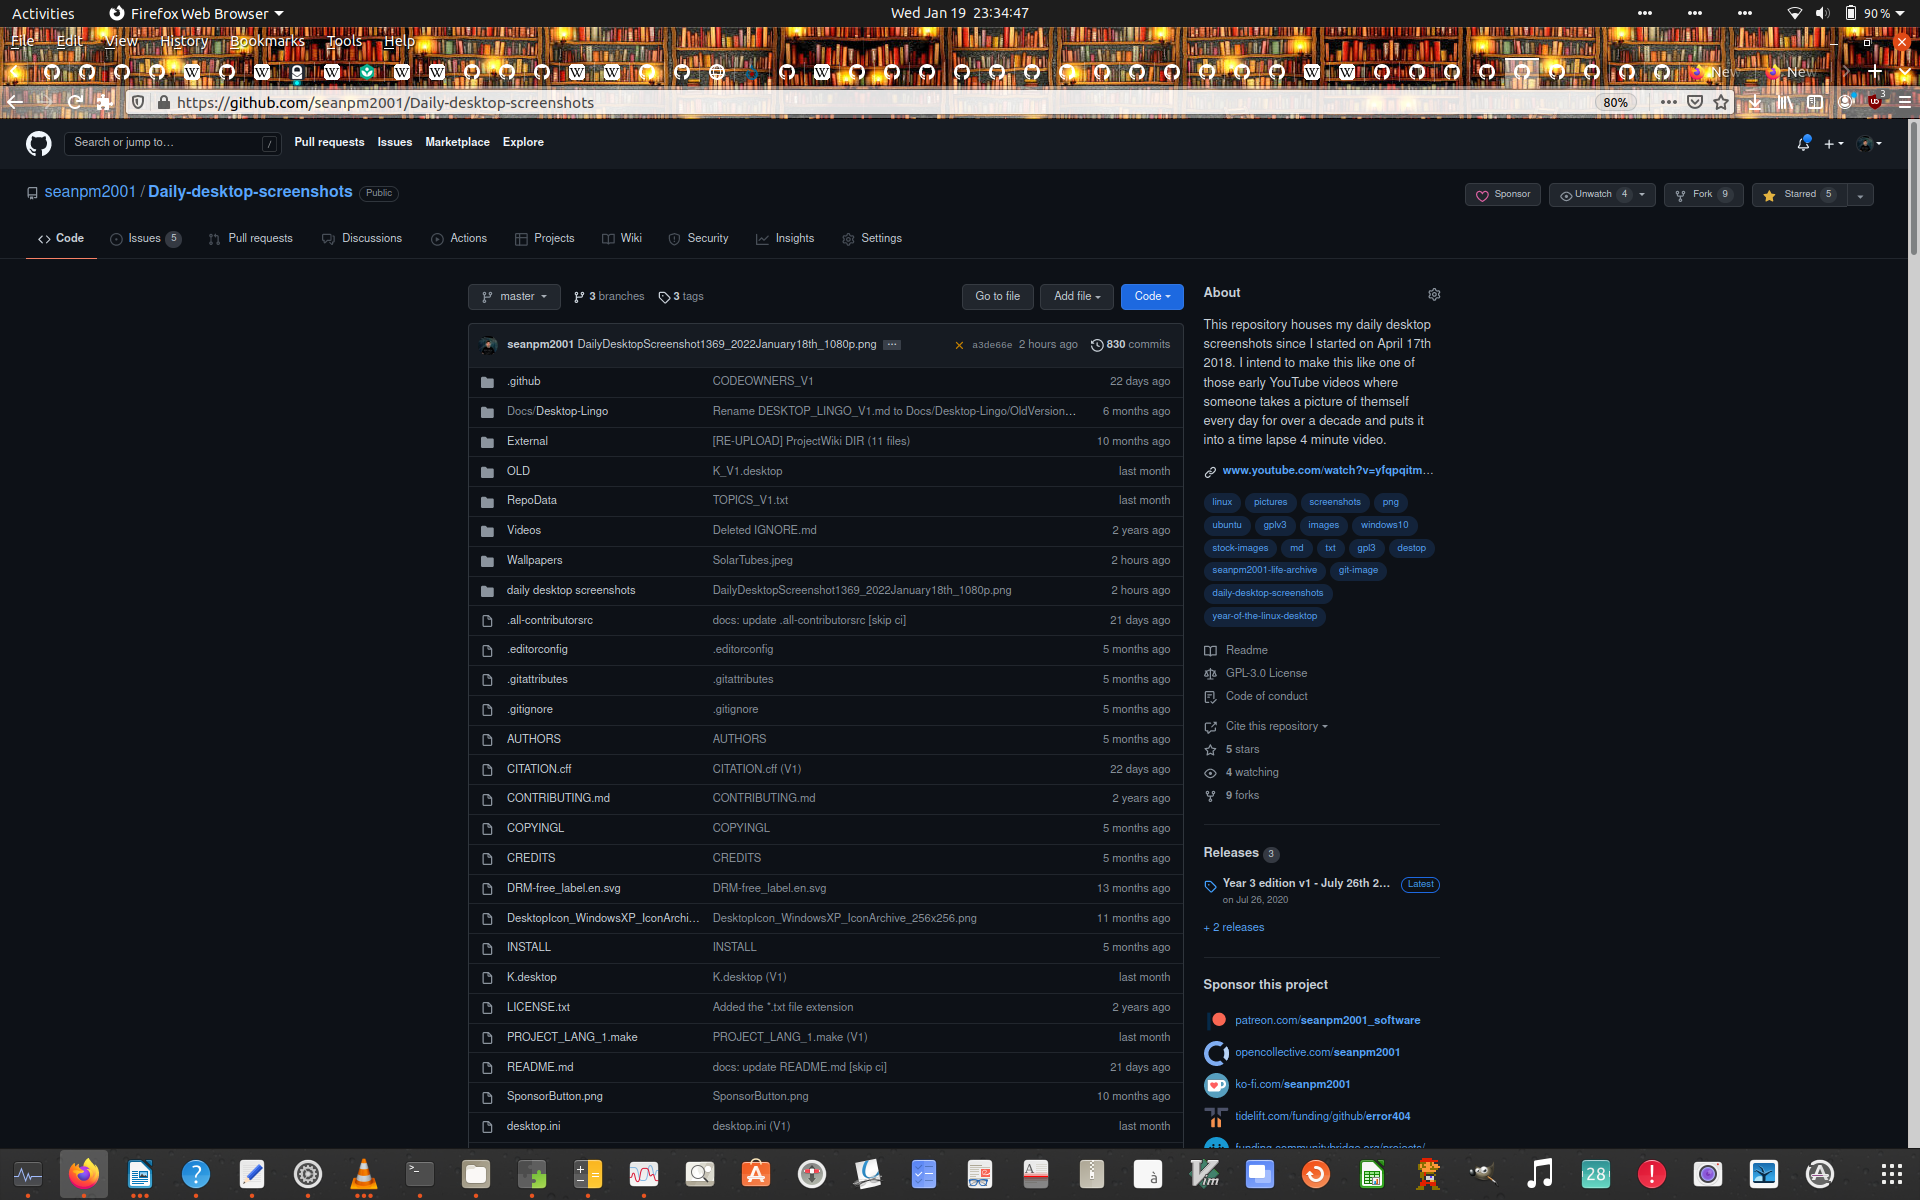 Activities
Firefox Web Browser
Wed Jan 19 23:34:47
90 %
File Edit View History Bookmarks Tools Help
New
New
https://github.com/seanpm2001/Daily-desktop-screenshots
80%
3
Search or jump to...
/
Pull requests
Issues
Marketplace
Explore
seanpm2001 / Daily-desktop-screenshots
Public
Sponsor
Unwatch 4
Fork 9
Starred 5
Code
Issues 5
Pull requests
Discussions
Actions
Projects
Wiki
Security
Insights
Settings
master
3 branches
3 tags
Go to file
Add file
Code
seanpm2001 DailyDesktopScreenshot1369_2022January18th_1080p.png
a3de66e 2 hours ago
830 commits
.github CODEOWNERS_V1 22 days ago
Docs/Desktop-Lingo Rename DESKTOP_LINGO_V1.md to Docs/Desktop-Lingo/OldVersion... 6 months ago
External [RE-UPLOAD] ProjectWiki DIR (11 files) 10 months ago
OLD K_V1.desktop last month
RepoData TOPICS_V1.txt last month
Videos Deleted IGNORE.md 2 years ago
Wallpapers SolarTubes.jpeg 2 hours ago
daily desktop screenshots DailyDesktopScreenshot1369_2022January18th_1080p.png 2 hours ago
.all-contributorsrc docs: update .all-contributorsrc [skip ci] 21 days ago
.editorconfig .editorconfig 5 months ago
.gitattributes .gitattributes 5 months ago
.gitignore .gitignore 5 months ago
AUTHORS AUTHORS 5 months ago
CITATION.cff CITATION.cff (V1) 22 days ago
CONTRIBUTING.md CONTRIBUTING.md 2 years ago
COPYINGL COPYINGL 5 months ago
CREDITS CREDITS 5 months ago
DRM-free_label.en.svg DRM-free_label.en.svg 13 months ago
DesktopIcon_WindowsXP_IconArchi... DesktopIcon_WindowsXP_IconArchive_256x256.png 11 months ago
INSTALL INSTALL 5 months ago
K.desktop K.desktop (V1) last month
LICENSE.txt Added the *.txt file extension 2 years ago
PROJECT_LANG_1.make PROJECT_LANG_1.make (V1) last month
README.md docs: update README.md [skip ci] 21 days ago
SponsorButton.png SponsorButton.png 10 months ago
desktop.ini desktop.ini (V1) last month
About
This repository houses my daily desktop
screenshots since I started on April 17th
2018. I intend to make this like one of
those early YouTube videos where
someone takes a picture of themself
every day for over a decade and puts it
into a time lapse 4 minute video.
www.youtube.com/watch?v=yfqpqitm...
linux pictures screenshots png
ubuntu gplv3 images windows10
stock-images md txt gpl3 destop
seanpm2001-life-archive git-image
daily-desktop-screenshots
year-of-the-linux-desktop
Readme
GPL-3.0 License
Code of conduct
Cite this repository
5 stars
4 watching
9 forks
Releases 3
Year 3 edition v1 - July 26th 2... Latest
on Jul 26, 2020
+ 2 releases
Sponsor this project
patreon.com/seanpm2001_software
opencollective.com/seanpm2001
ko-fi.com/seanpm2001
tidelift.com/funding/github/error404
funding.communitybridge.org/projects/
28